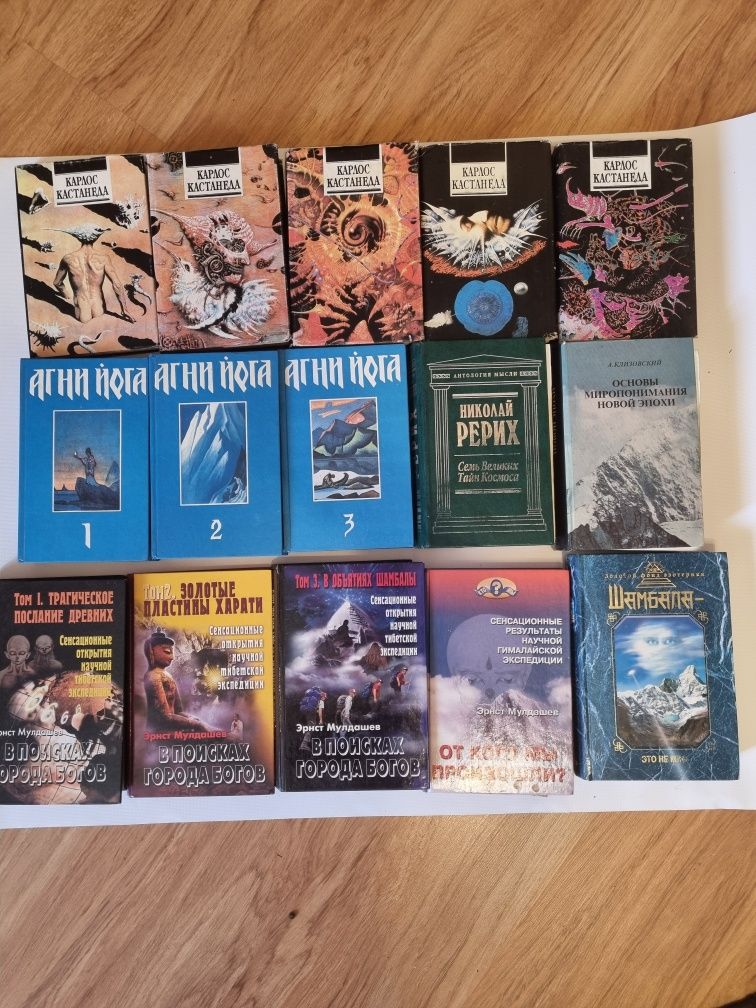 КАРЛОС
КАСТАНЕДА
КАРЛОС
КАСТАНЕДА
КАРЛОС
КАСТАНЕДА
КАРЛОС
КАСТАНЕДА
КАРЛОС
КАСТАНЕДА
АГНИ ЙОГА
1
АГНИ ЙОГА
2
АГНИ ЙОГА
3
АНТОЛОГИЯ МЫСЛИ
НИКОЛАЙ
РЕРИХ
Семь Великих
Тайн Космоса
А. КЛИЗОВСКИЙ
ОСНОВЫ
МИРОПОНИМАНИЯ
НОВОЙ ЭПОХИ
Том 1. ТРАГИЧЕСКОЕ
ПОСЛАНИЕ ДРЕВНИХ
Сенсационные
открытия
научной
тибетской
экспедиции
Эрнст Мулдашев
В ПОИСКАХ
ГОРОДА БОГОВ
Том 2. ЗОЛОТЫЕ
ПЛАСТИНЫ ХАРАТИ
Сенсационные
открытия
научной
тибетской
экспедиции
Эрнст Мулдашев
В ПОИСКАХ
ГОРОДА БОГОВ
Том 3. В ОБЪЯТИЯХ ШАМБАЛЫ
Сенсационные
открытия
научной
тибетской
экспедиции
Эрнст Мулдашев
В ПОИСКАХ
ГОРОДА БОГОВ
СЕНСАЦИОННЫЕ
РЕЗУЛЬТАТЫ
НАУЧНОЙ
ГИМАЛАЙСКОЙ
ЭКСПЕДИЦИИ
Эрнст Мулдашев
ОТ КОГО МЫ
ПРОИЗОШЛИ?
Золотой фонд эзотерики
Шамбала–
ЭТО НЕ МИФ